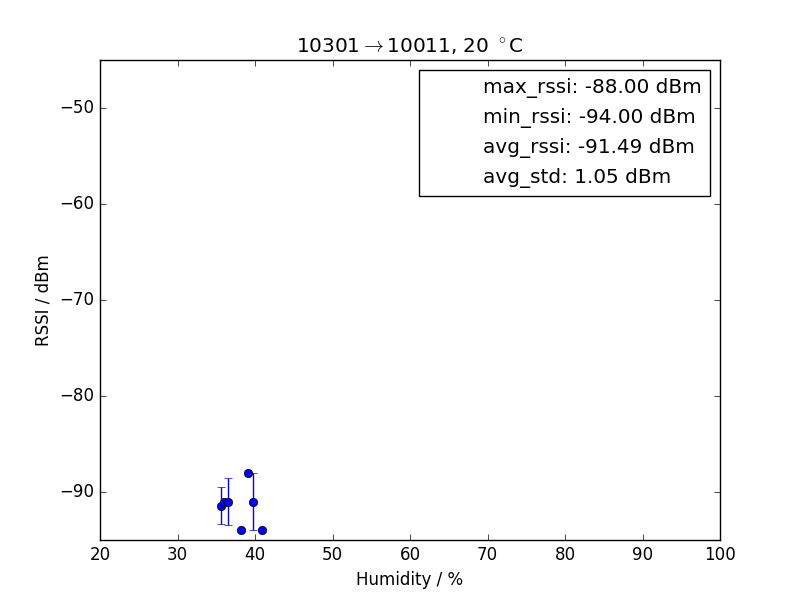 10301→10011, 20 °C
max_rssi: -88.00 dBm
min_rssi: -94.00 dBm
avg_rssi: -91.49 dBm
avg_std: 1.05 dBm
−50
−60
−70
−80
−90
RSSI / dBm
20 30 40 50 60 70 80 90 100
Humidity / %